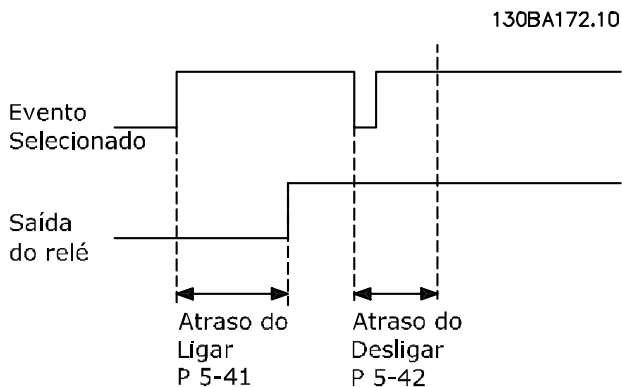 130BA172.10
Evento
Selecionado
Saída
do relé
Atraso do
Ligar
P 5-41
Atraso do
Desligar
P 5-42